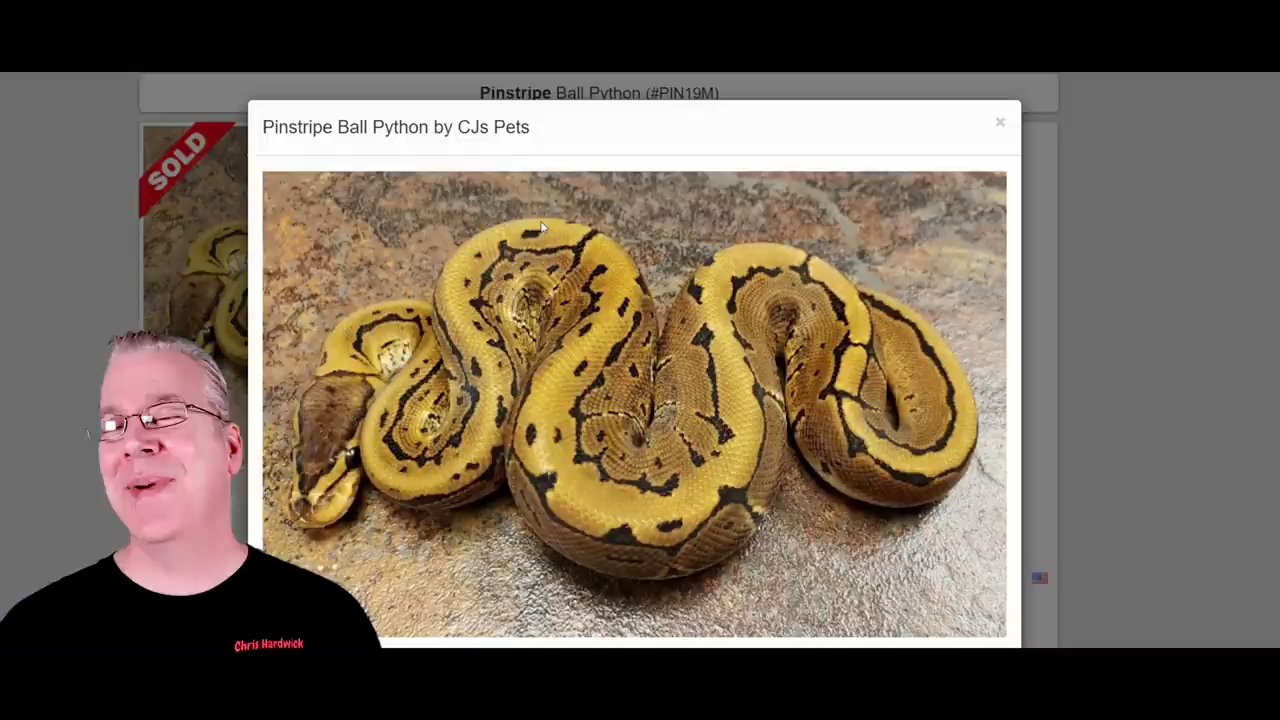 Pinstripe Ball Python (#PIN19M)
Pinstripe Ball Python by CJs Pets
×
SOLD
Chris Hardwick